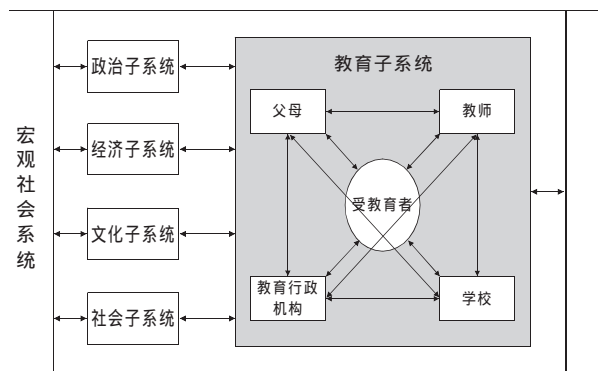 宏观社会系统
政治子系统
经济子系统
文化子系统
社会子系统
教育子系统
父母
教师
受教育者
教育行政
机构
学校